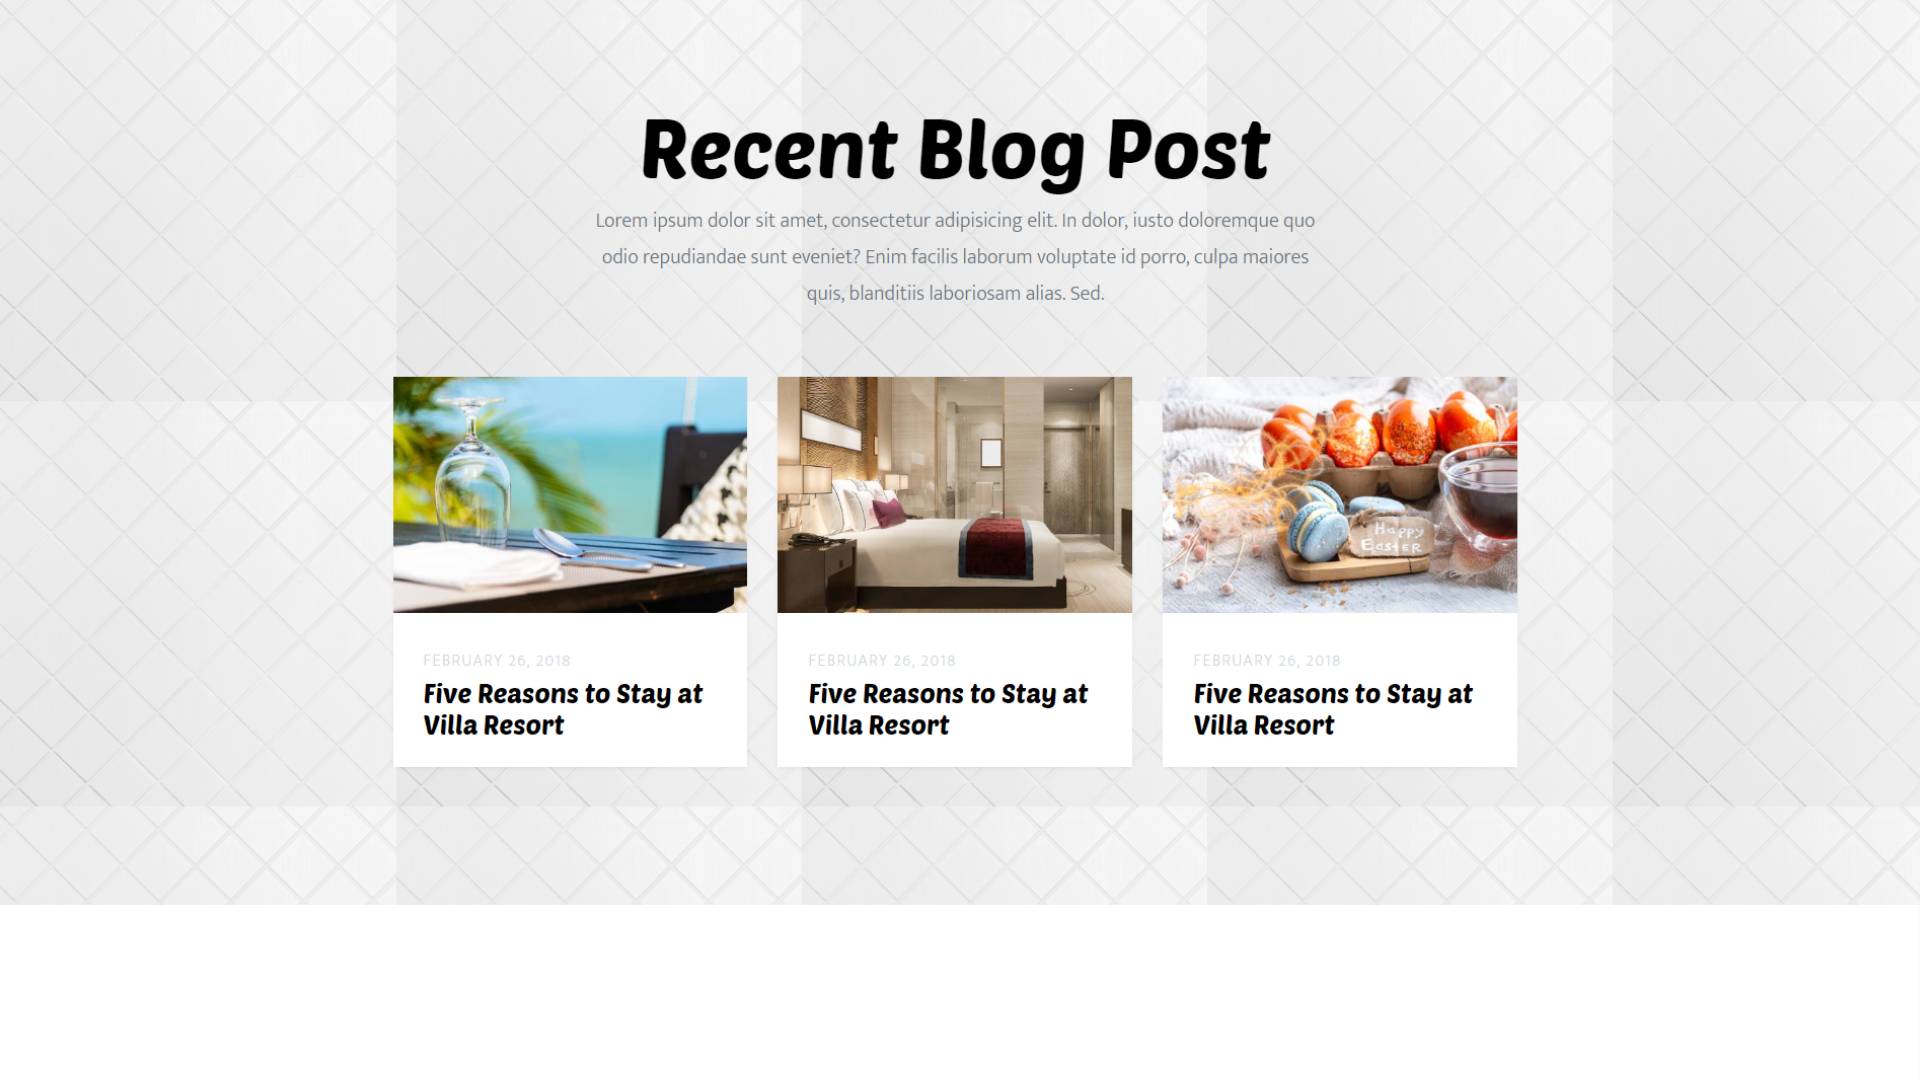 Recent Blog Post
Lorem ipsum dolor sit amet, consectetur adipisicing elit. In dolor, iusto doloremque quo
odio repudiandae sunt eveniet? Enim facilis laborum voluptate id porro, culpa maiores
quis, blanditiis laboriosam alias. Sed.
Happy
Easter
FEBRUARY 26, 2018
Five Reasons to Stay at
Villa Resort
FEBRUARY 26, 2018
Five Reasons to Stay at
Villa Resort
FEBRUARY 26, 2018
Five Reasons to Stay at
Villa Resort